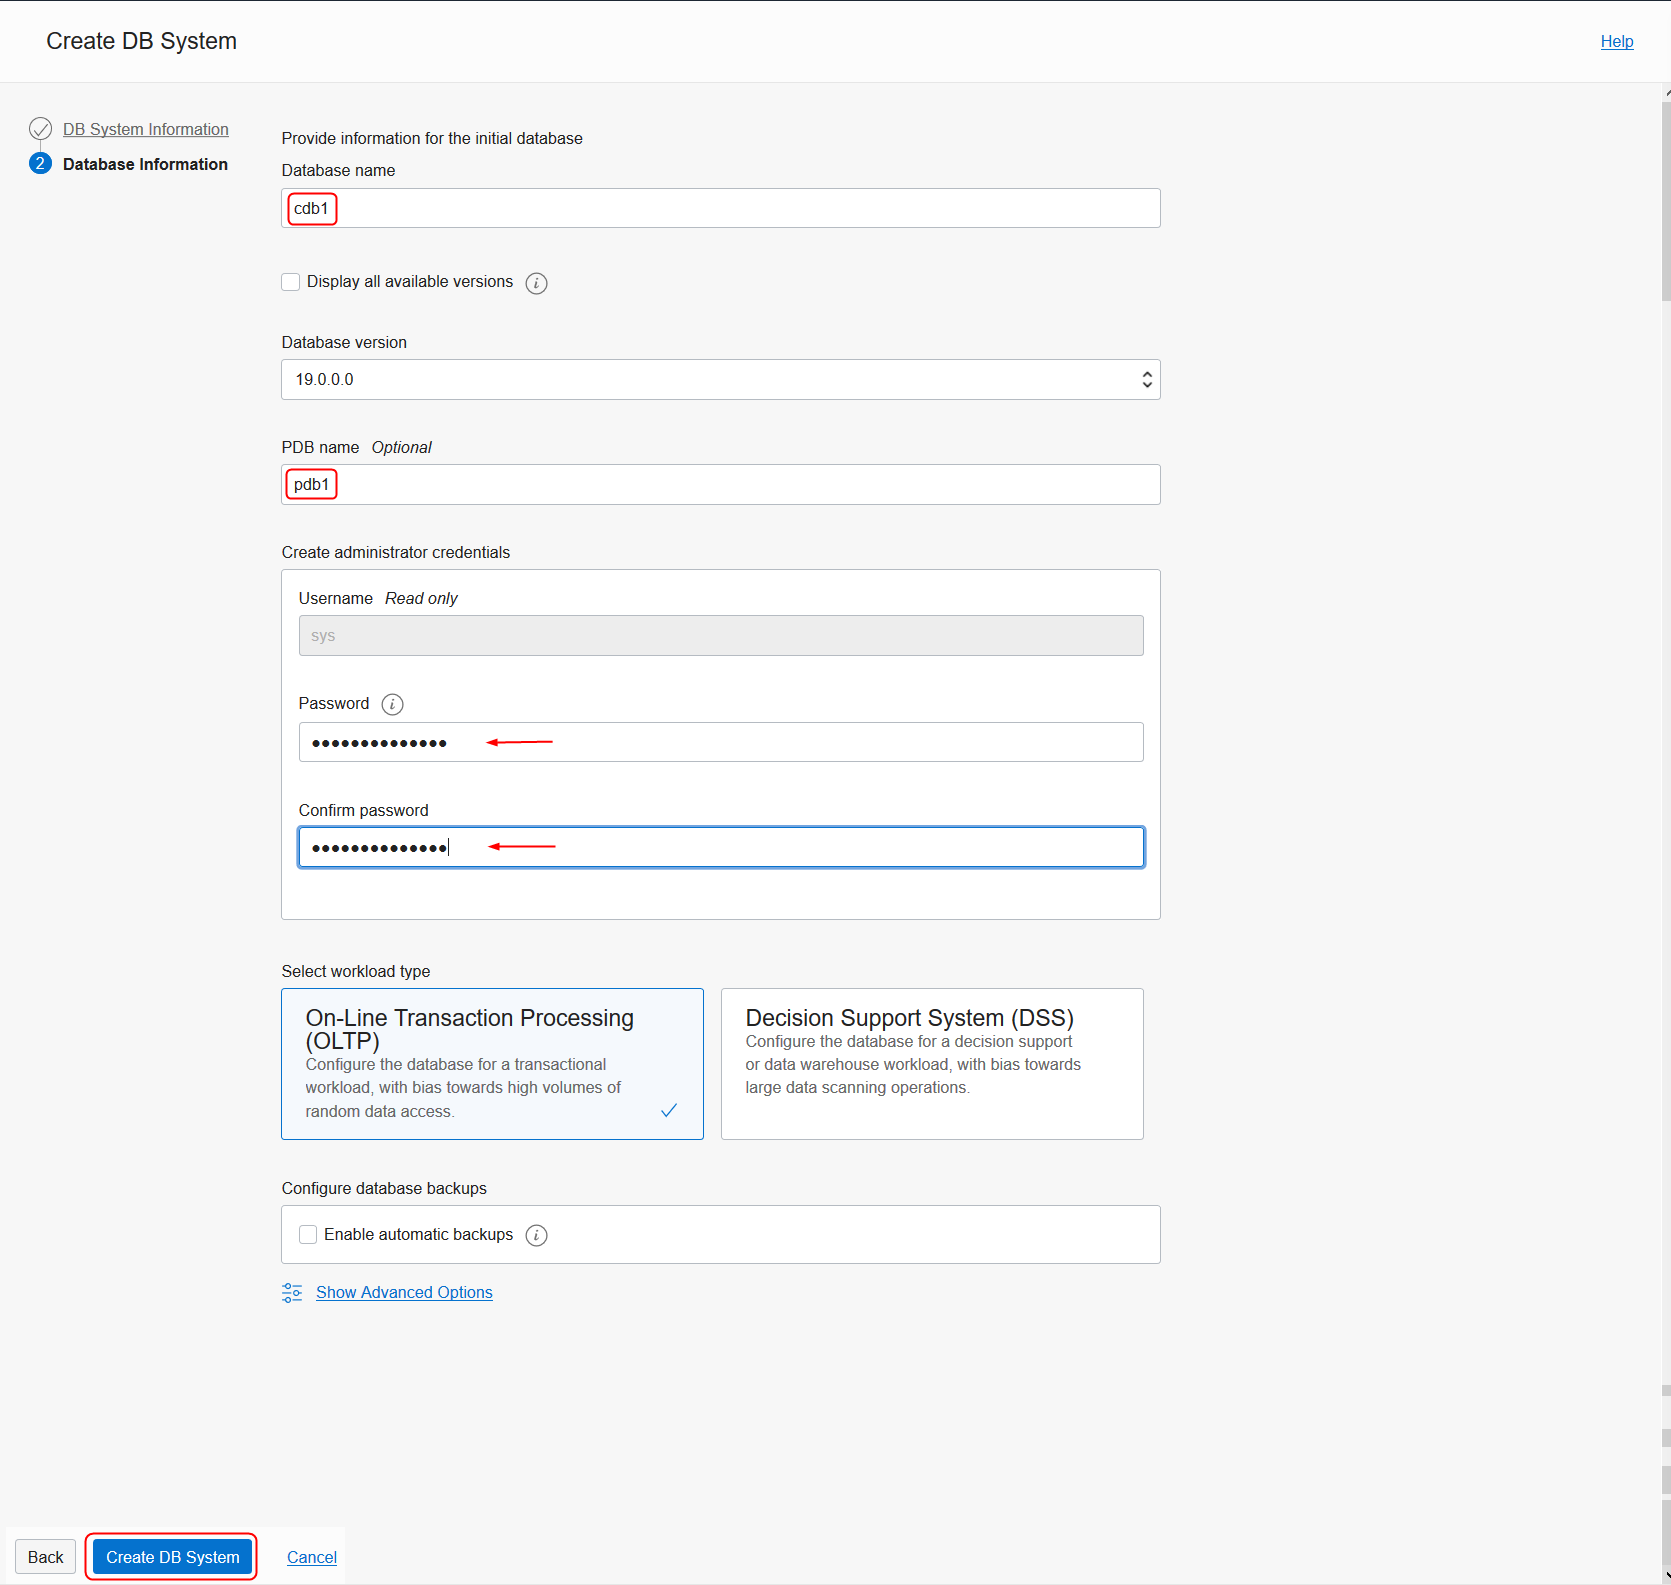 Create DB System
Help
DB System Information
2 Database Information
Provide information for the initial database
Database name
cdb1
Display all available versions i
Database version
19.0.0.0
PDB name Optional
pdb1
Create administrator credentials
Username Read only
sys
Password i
••••••••••••••
Confirm password
••••••••••••••
Select workload type
On-Line Transaction Processing
(OLTP)
Configure the database for a transactional
workload, with bias towards high volumes of
random data access.
Decision Support System (DSS)
Configure the database for a decision support
or data warehouse workload, with bias towards
large data scanning operations.
Configure database backups
Enable automatic backups i
Show Advanced Options
Back Create DB System Cancel